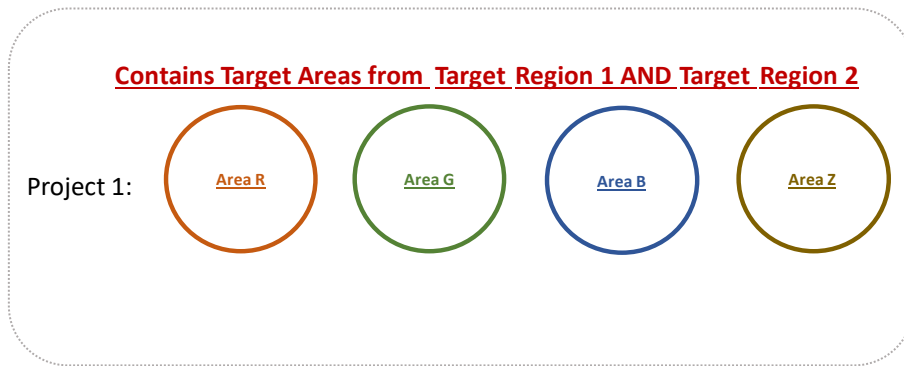 Contains Target Areas from Target Region 1 AND Target Region 2
Project 1:
Area R
Area G
Area B
Area Z